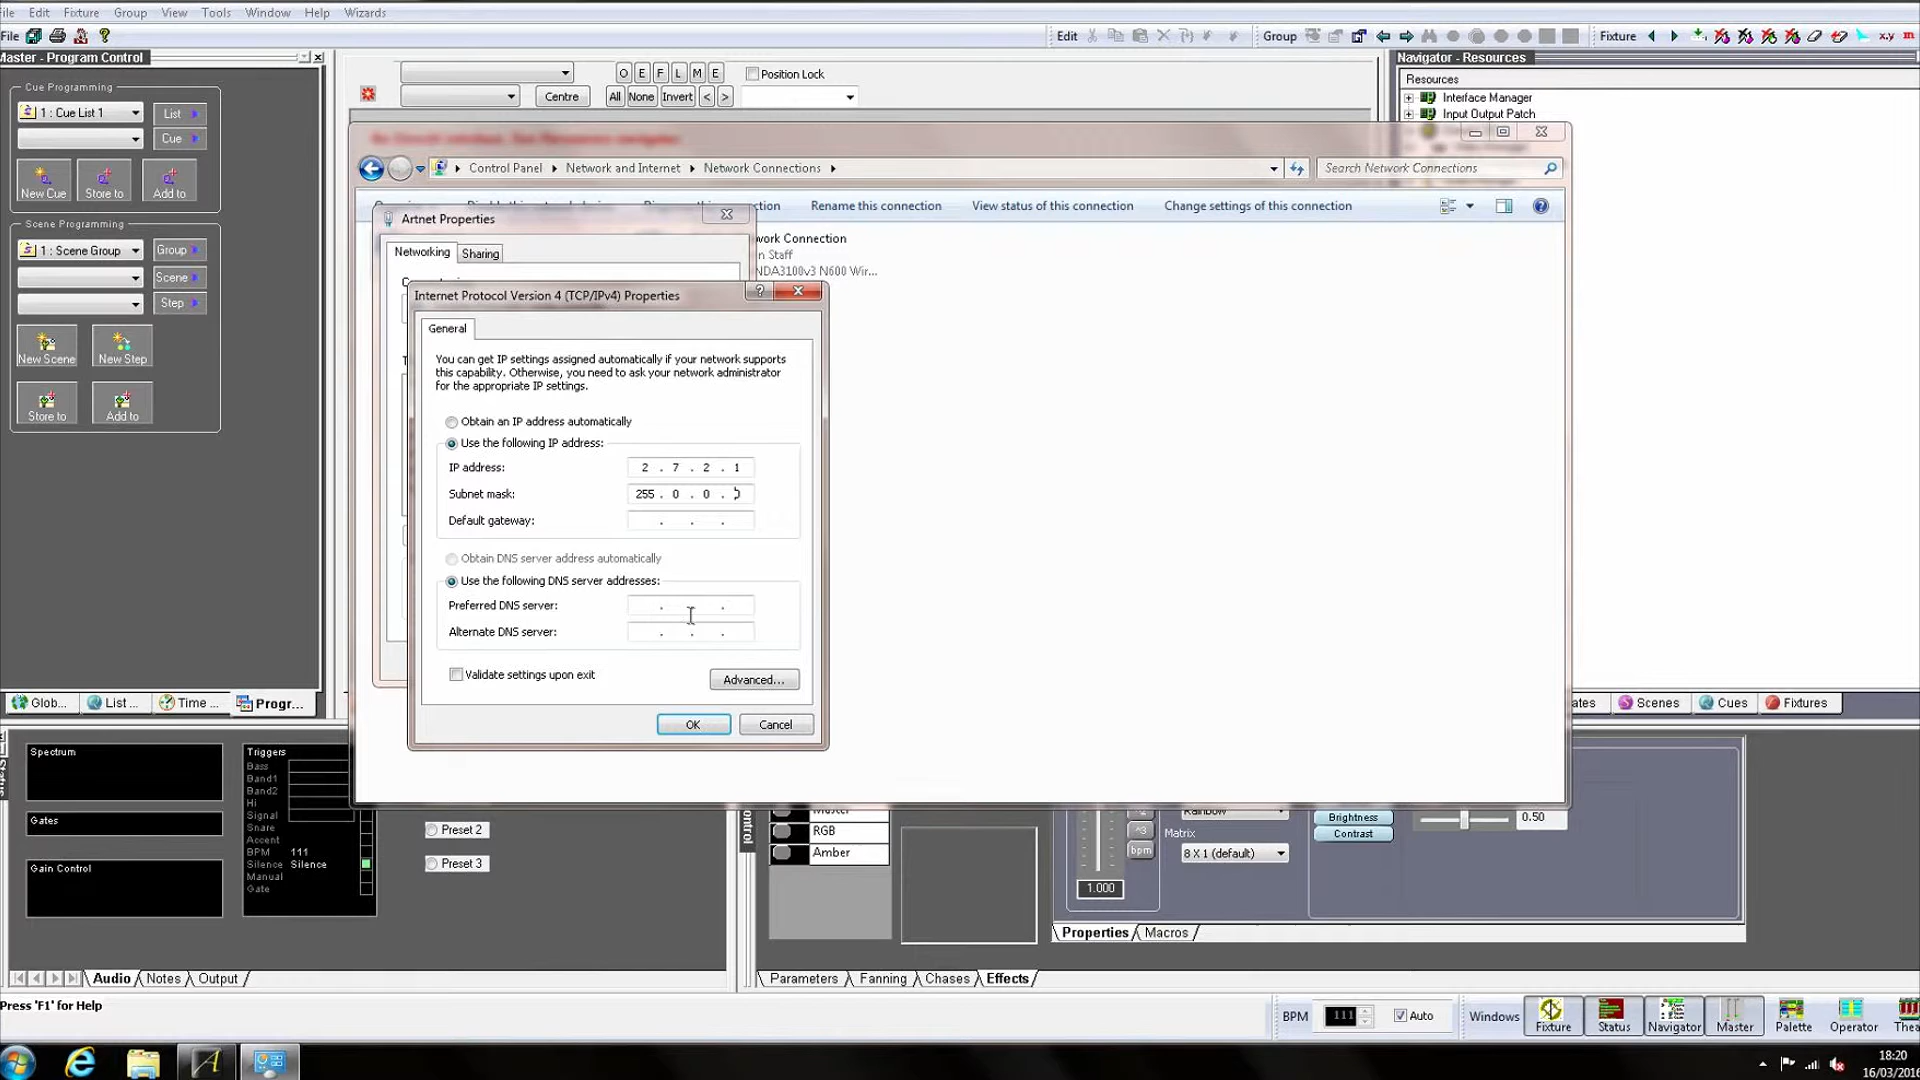 File Edit Fixture Group View Tools Window Help Wizards
File Edit Group Fixture
Master - Program Control
Cue Programming
1 : Cue List 1 List
Cue
New Cue Store to Add to
Scene Programming
1 : Scene Group Group
Scene
Step
New Scene New Step
Store to Add to
O E F L M E Position Lock
Centre All None Invert < >
Navigator - Resources
Resources
Interface Manager
Input Output Patch
Control Panel Network and Internet Network Connections
Search Network Connections
Rename this connection View status of this connection Change settings of this connection
Artnet Properties
Networking Sharing
work Connection
n Staff
NDA3100v3 N600 Wir...
Internet Protocol Version 4 (TCP/IPv4) Properties
General
You can get IP settings assigned automatically if your network supports
this capability. Otherwise, you need to ask your network administrator
for the appropriate IP settings.
Obtain an IP address automatically
Use the following IP address:
IP address: 2 . 7 . 2 . 1
Subnet mask: 255 . 0 . 0 . 0
Default gateway: . . .
Obtain DNS server address automatically
Use the following DNS server addresses:
Preferred DNS server: . . .
Alternate DNS server: . . .
Validate settings upon exit
Advanced...
OK Cancel
Glob... List ... Time ... Progr...
ates Scenes Cues Fixtures
Spectrum
Gates
Gain Control
Triggers
Bass
Band1
Band2
Hi
Signal
Snare
Accent
BPM 111
Silence Silence
Manual
Gate
Preset 2
Preset 3
Master
RGB
Amber
^3
bpm
1.000
Rainbow
Matrix
8 X 1 (default)
Brightness
Contrast
0.50
Properties Macros
Audio Notes Output
Parameters Fanning Chases Effects
Press 'F1' for Help
BPM 111 Auto Windows Fixture Status Navigator Master Palette Operator Thea
18:20
16/03/2016